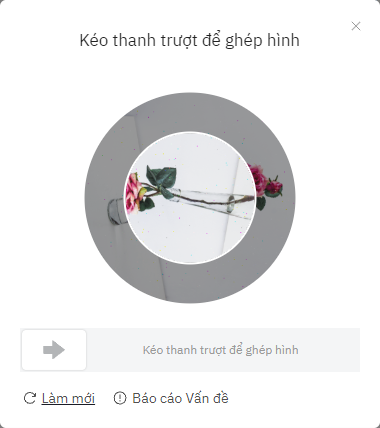 Kéo thanh trượt để ghép hình
Kéo thanh trượt để ghép hình
Làm mới
Báo cáo Vấn đề